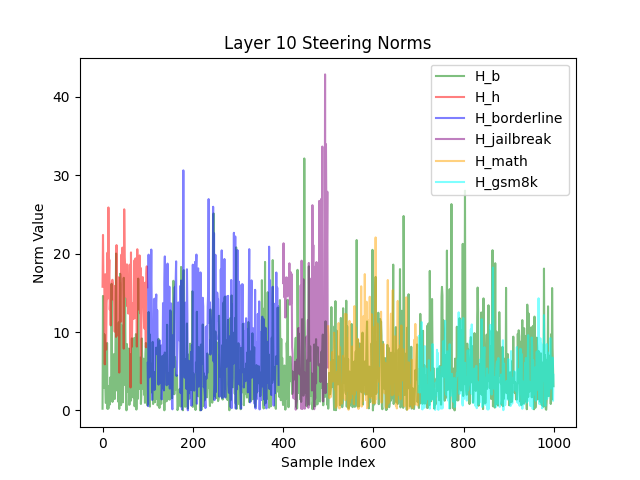 Layer 10 Steering Norms
H_b
H_h
H_borderline
H_jailbreak
H_math
H_gsm8k
Norm Value
40
30
20
10
0
0
200
400
600
800
1000
Sample Index